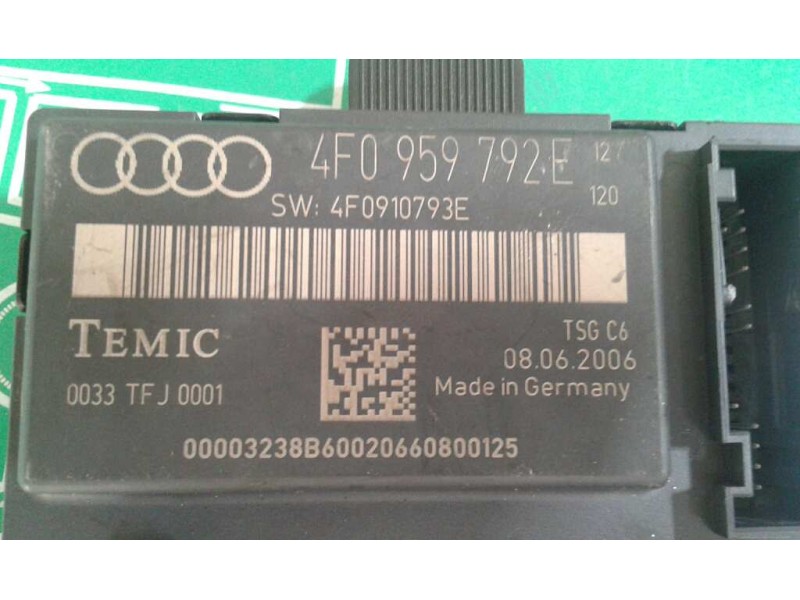 4F0 959 792 E 127
120
SW: 4F0910793E
TEMIC
TSG C6
08.06.2006
0033 TFJ 0001
Made in Germany
00003238B60020660800125